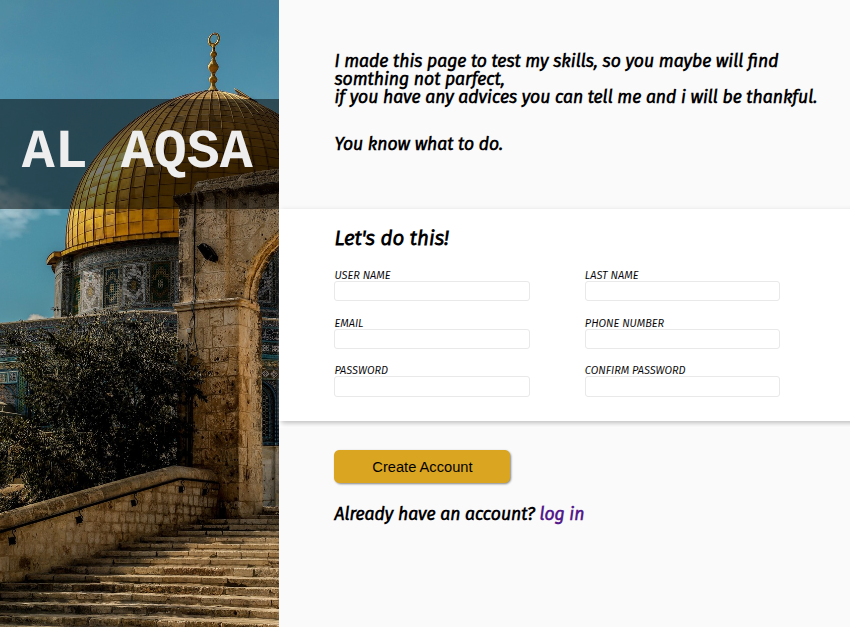 AL AQSA
I made this page to test my skills, so you maybe will find
somthing not parfect,
if you have any advices you can tell me and i will be thankful.
You know what to do.
Let's do this!
USER NAME
LAST NAME
EMAIL
PHONE NUMBER
PASSWORD
CONFIRM PASSWORD
Create Account
Already have an account? log in